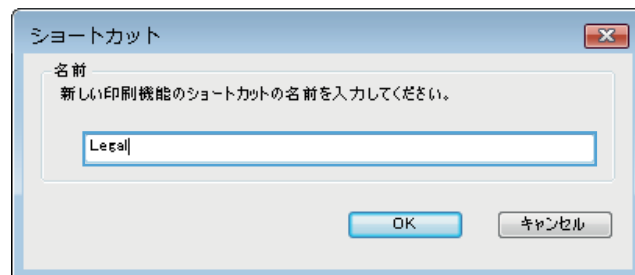 ショートカット
名前
新しい印刷機能のショートカットの名前を入力してください。
Legal
OK
キャンセル